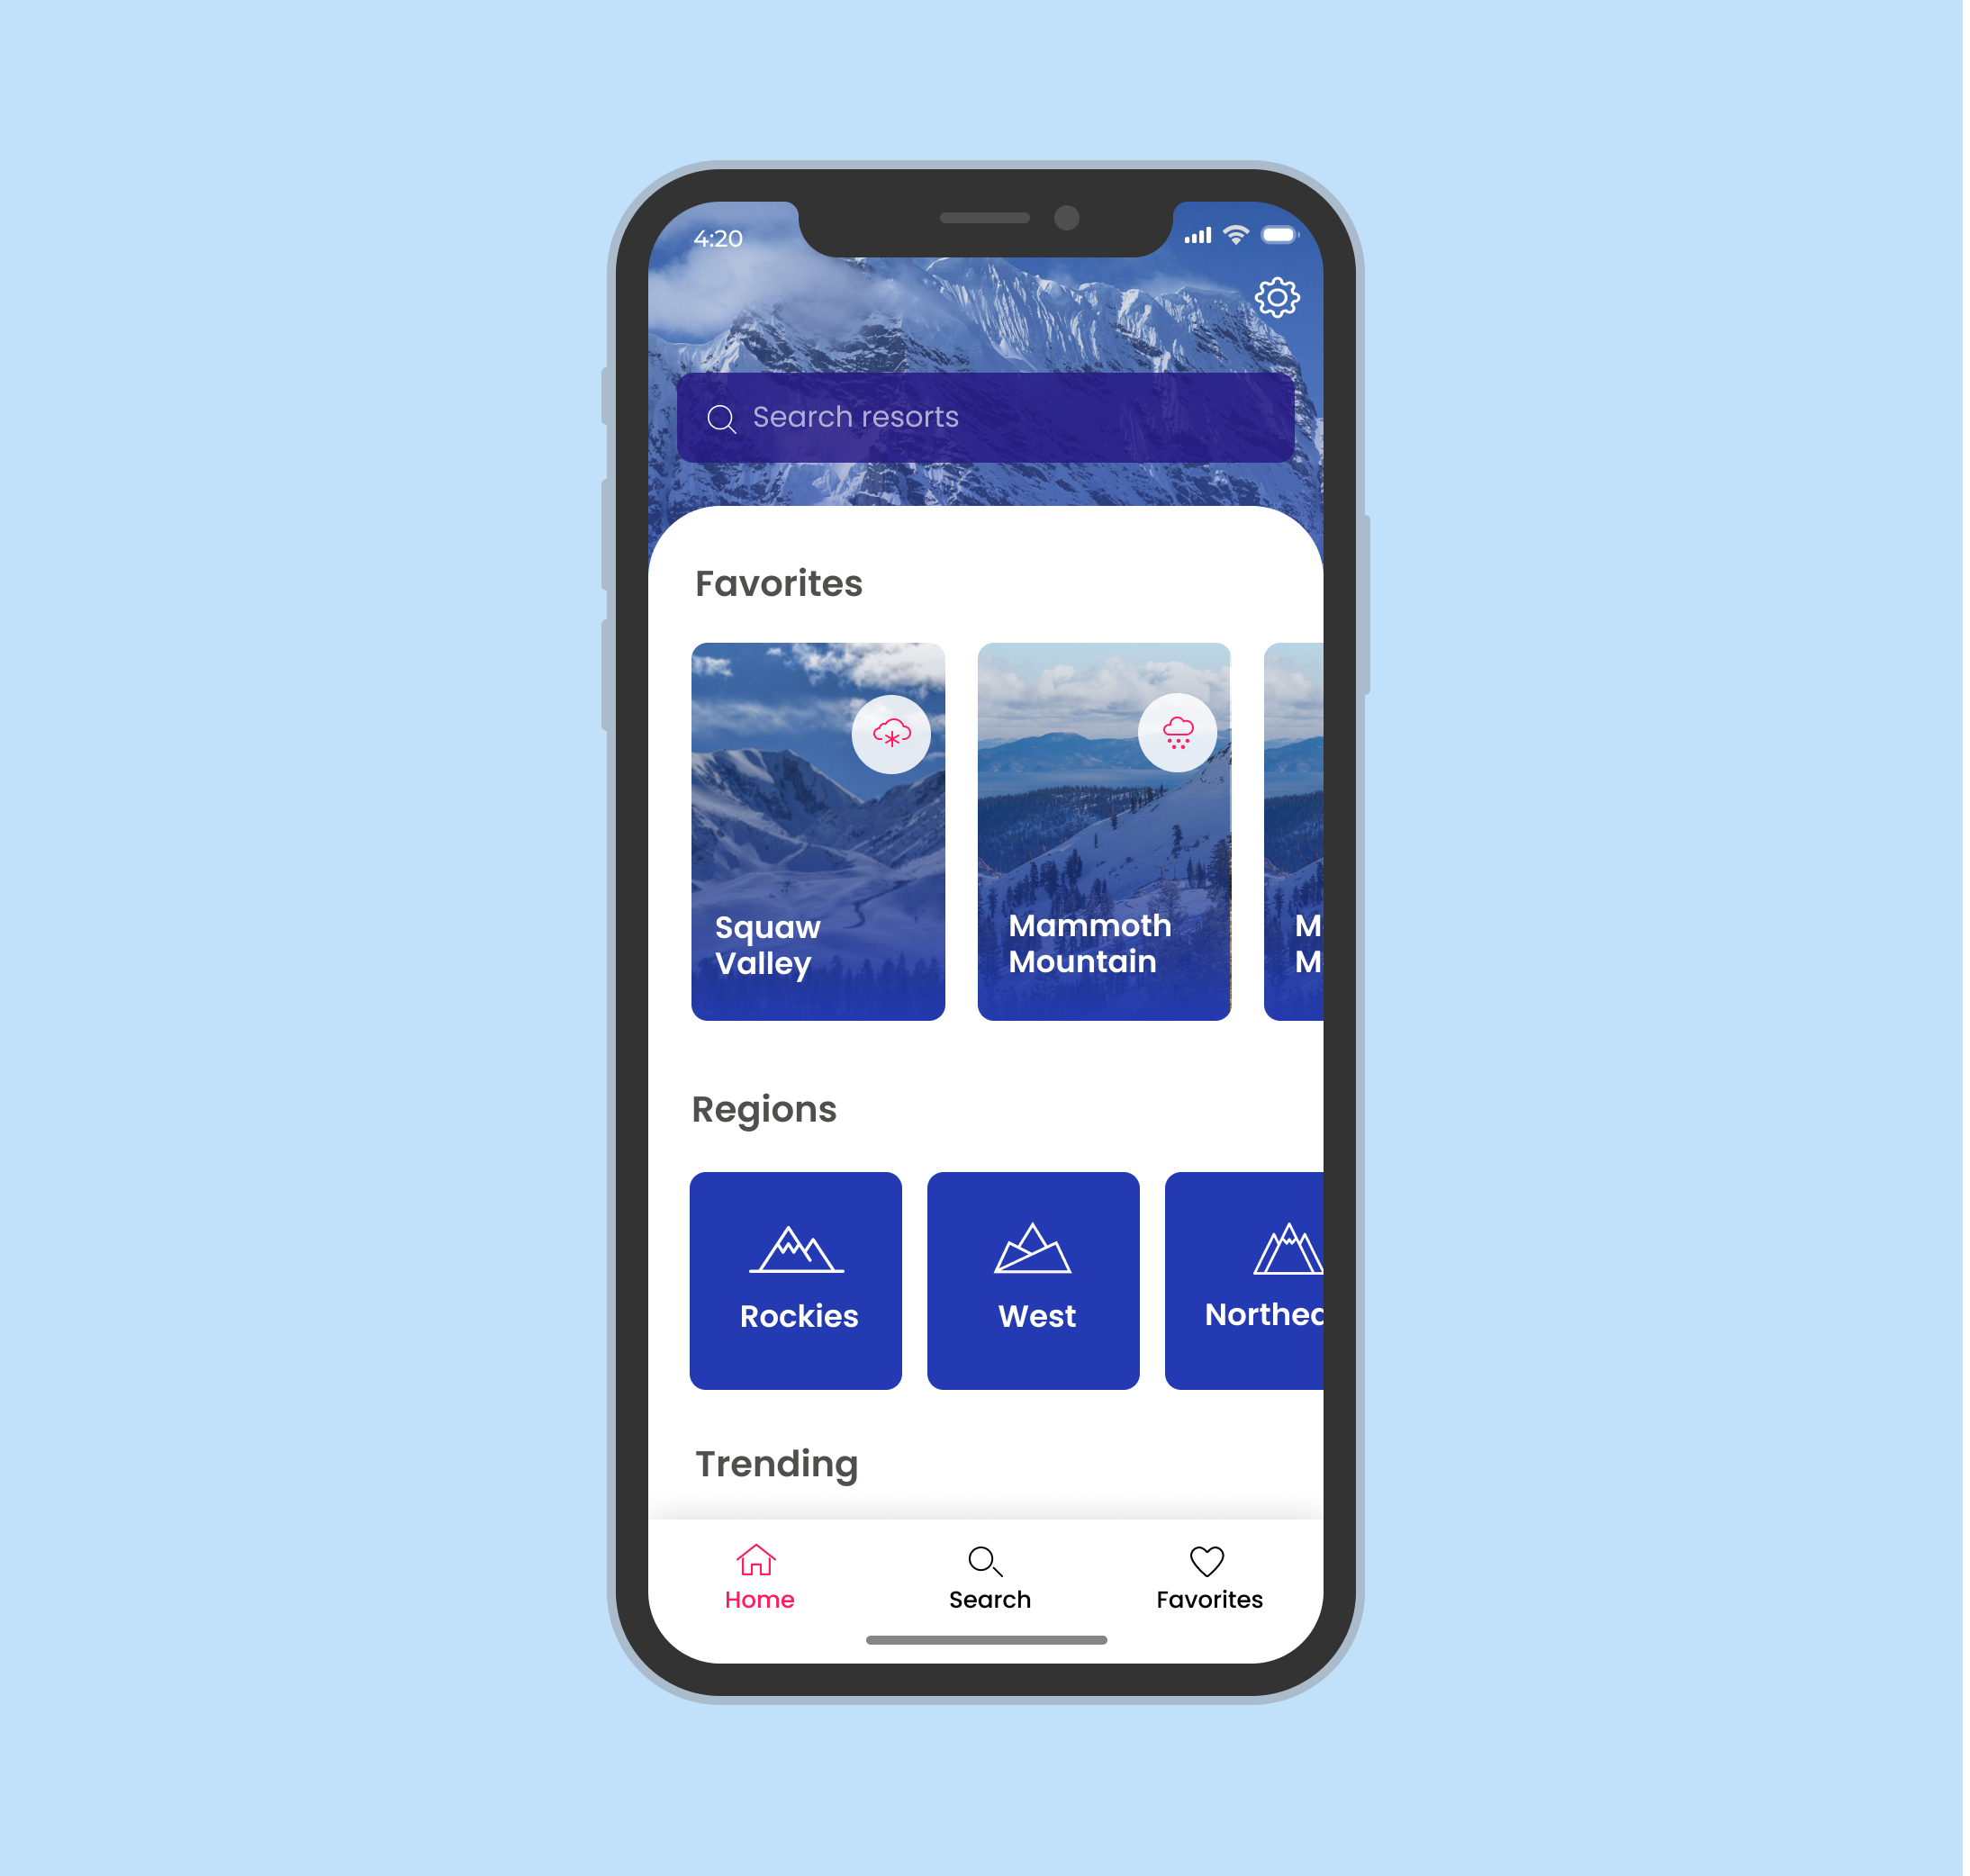 4:20
Search resorts
Favorites
Squaw
Valley
Mammoth
Mountain
M
M
Regions
Rockies
West
Northea
Trending
Home
Search
Favorites